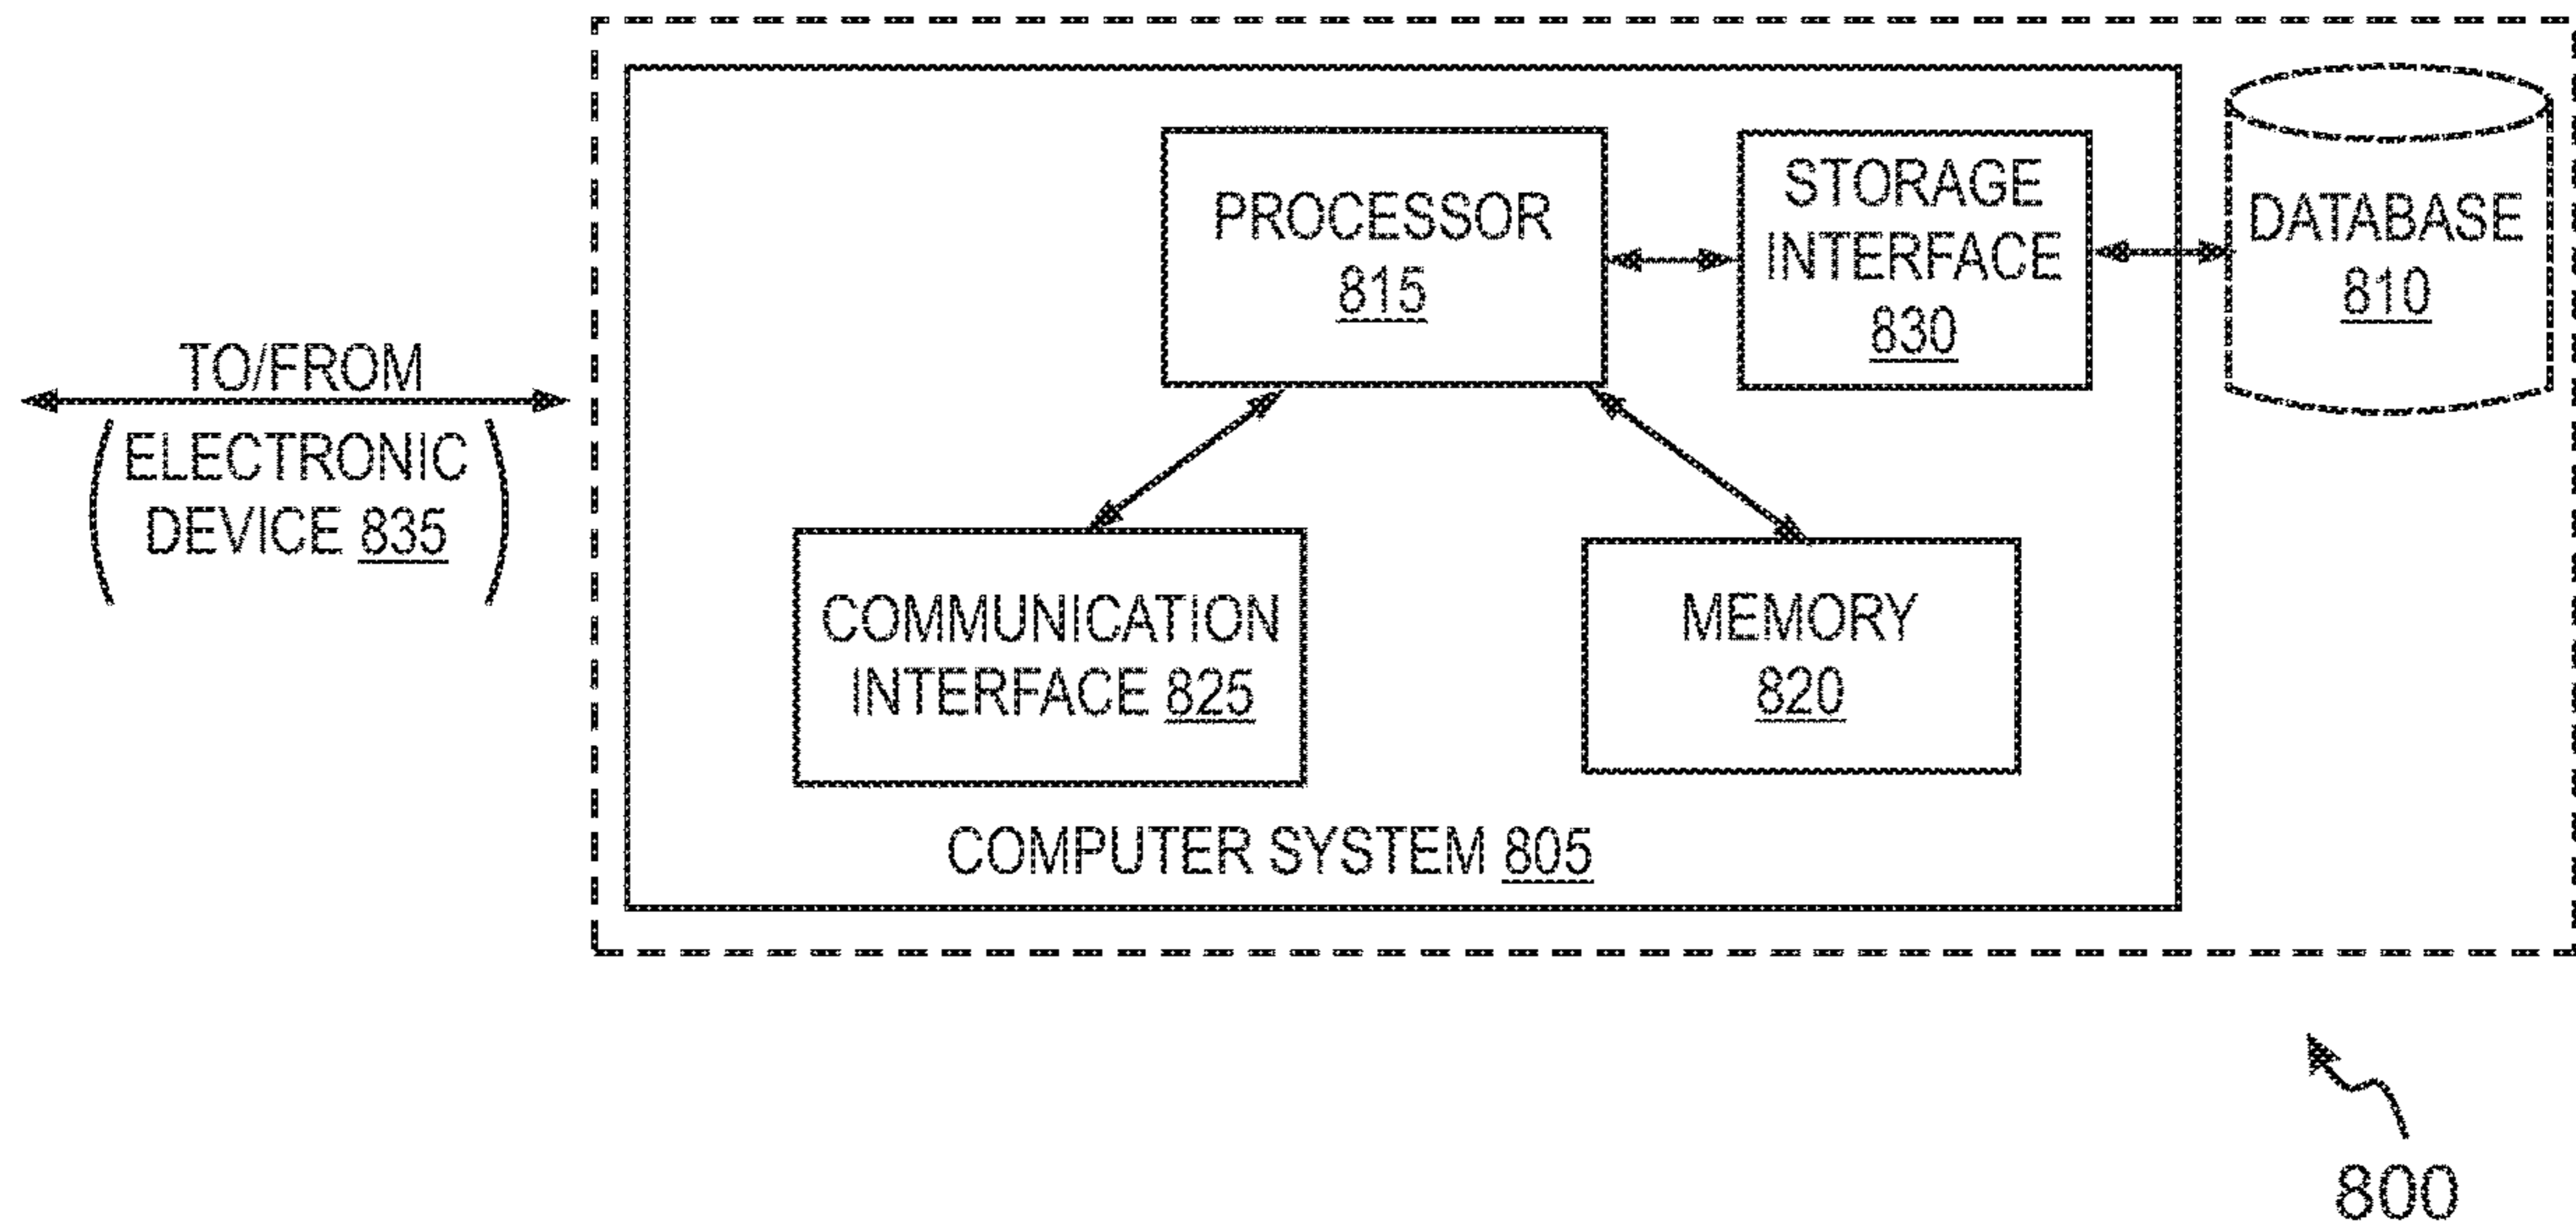 TO/FROM
ELECTRONIC
DEVICE 835
PROCESSOR
815
STORAGE
INTERFACE
830
DATABASE
810
COMMUNICATION
INTERFACE 825
MEMORY
820
COMPUTER SYSTEM 805
800